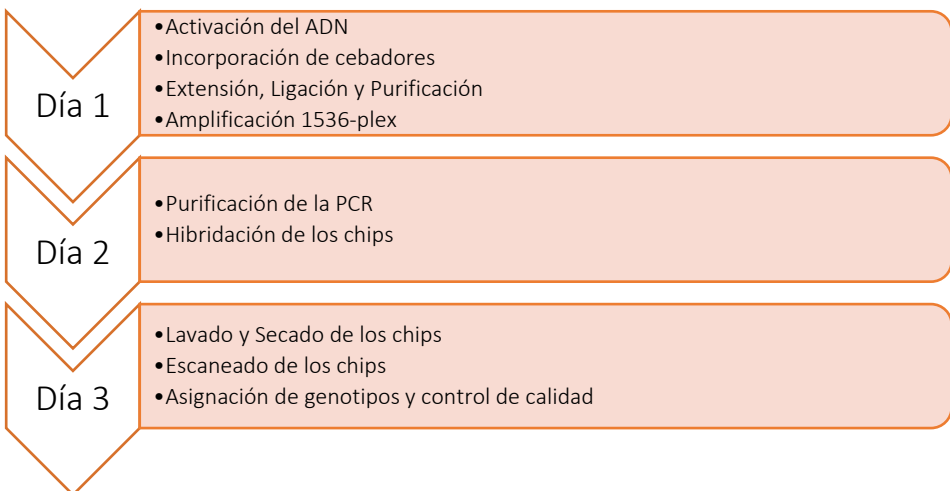 Día 1
•Activación del ADN
•Incorporación de cebadores
•Extensión, Ligación y Purificación
•Amplificación 1536-plex
Día 2
•Purificación de la PCR
•Hibridación de los chips
Día 3
•Lavado y Secado de los chips
•Escaneado de los chips
•Asignación de genotipos y control de calidad